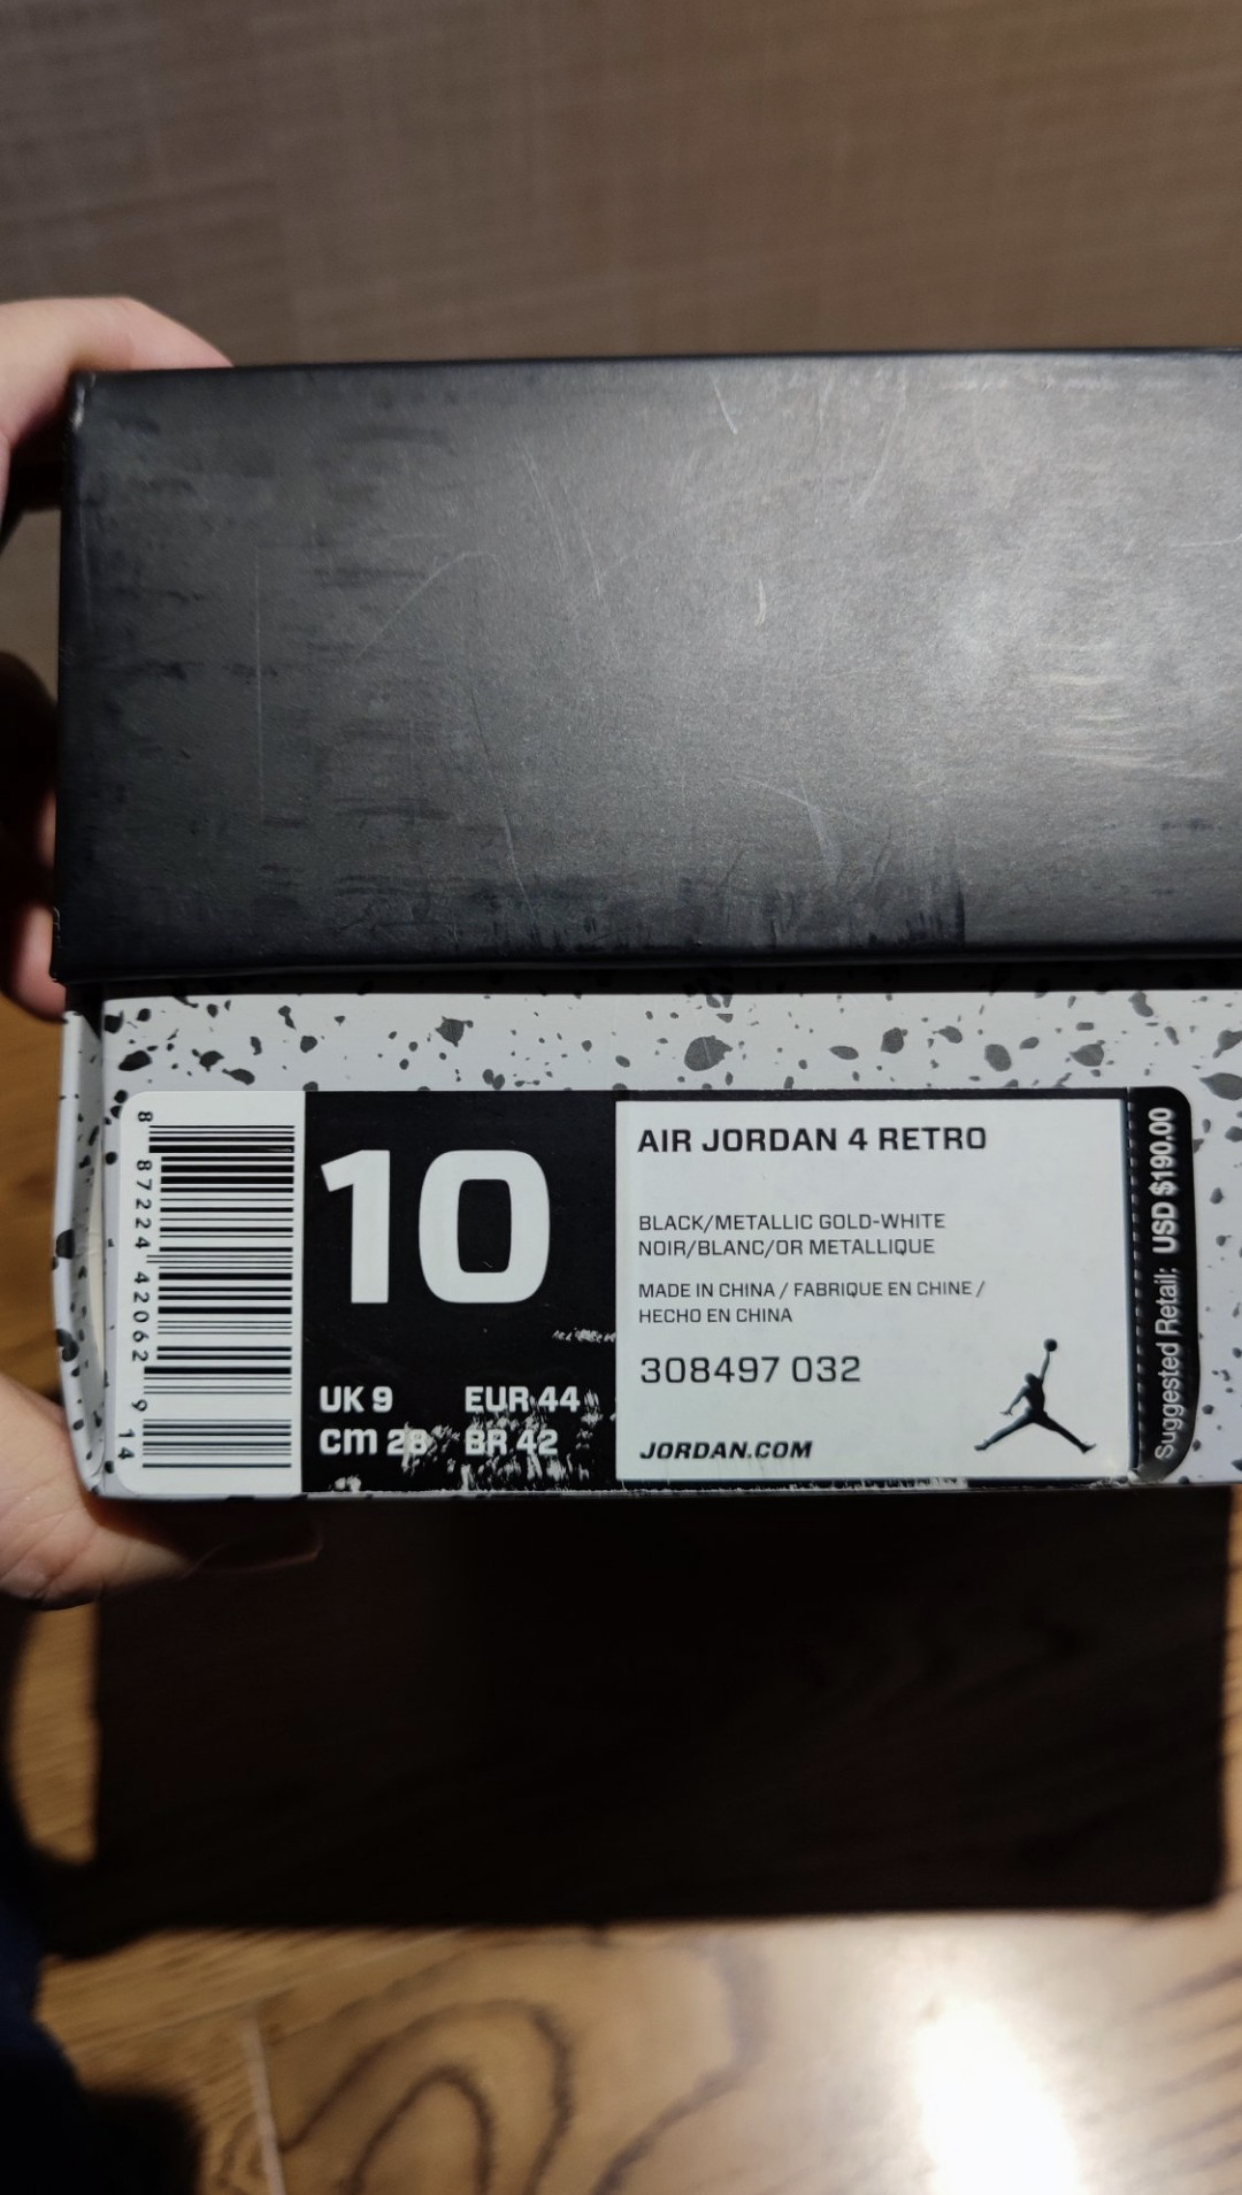 8 87224 42062 9 14
10
UK 9 EUR 44
cm 28 BR 42
AIR JORDAN 4 RETRO
BLACK/METALLIC GOLD-WHITE
NOIR/BLANC/OR METALLIQUE
MADE IN CHINA / FABRIQUE EN CHINE /
HECHO EN CHINA
308497 032
JORDAN.COM
Suggested Retail: USD $190.00